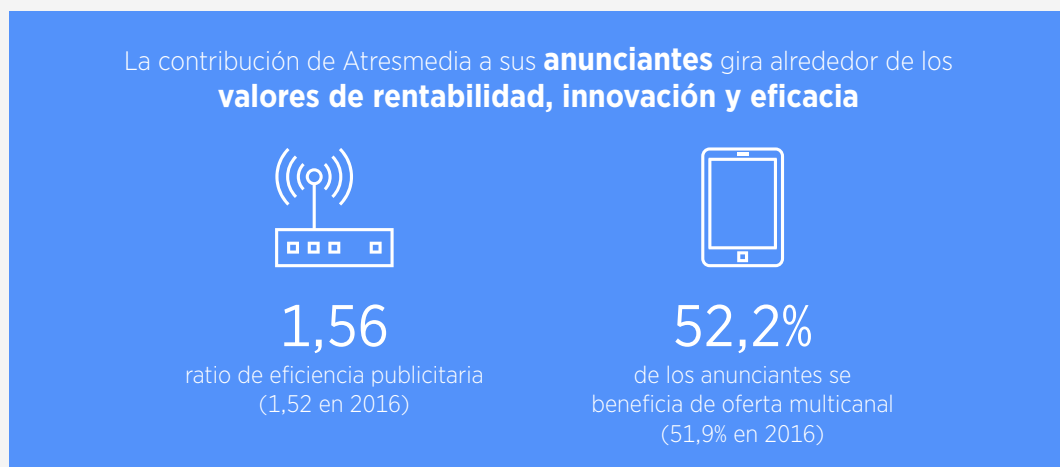 La contribución de Atresmedia a sus anunciantes gira alrededor de los
valores de rentabilidad, innovación y eficacia
1,56
ratio de eficiencia publicitaria
(1,52 en 2016)
52,2%
de los anunciantes se
beneficia de oferta multicanal
(51,9% en 2016)